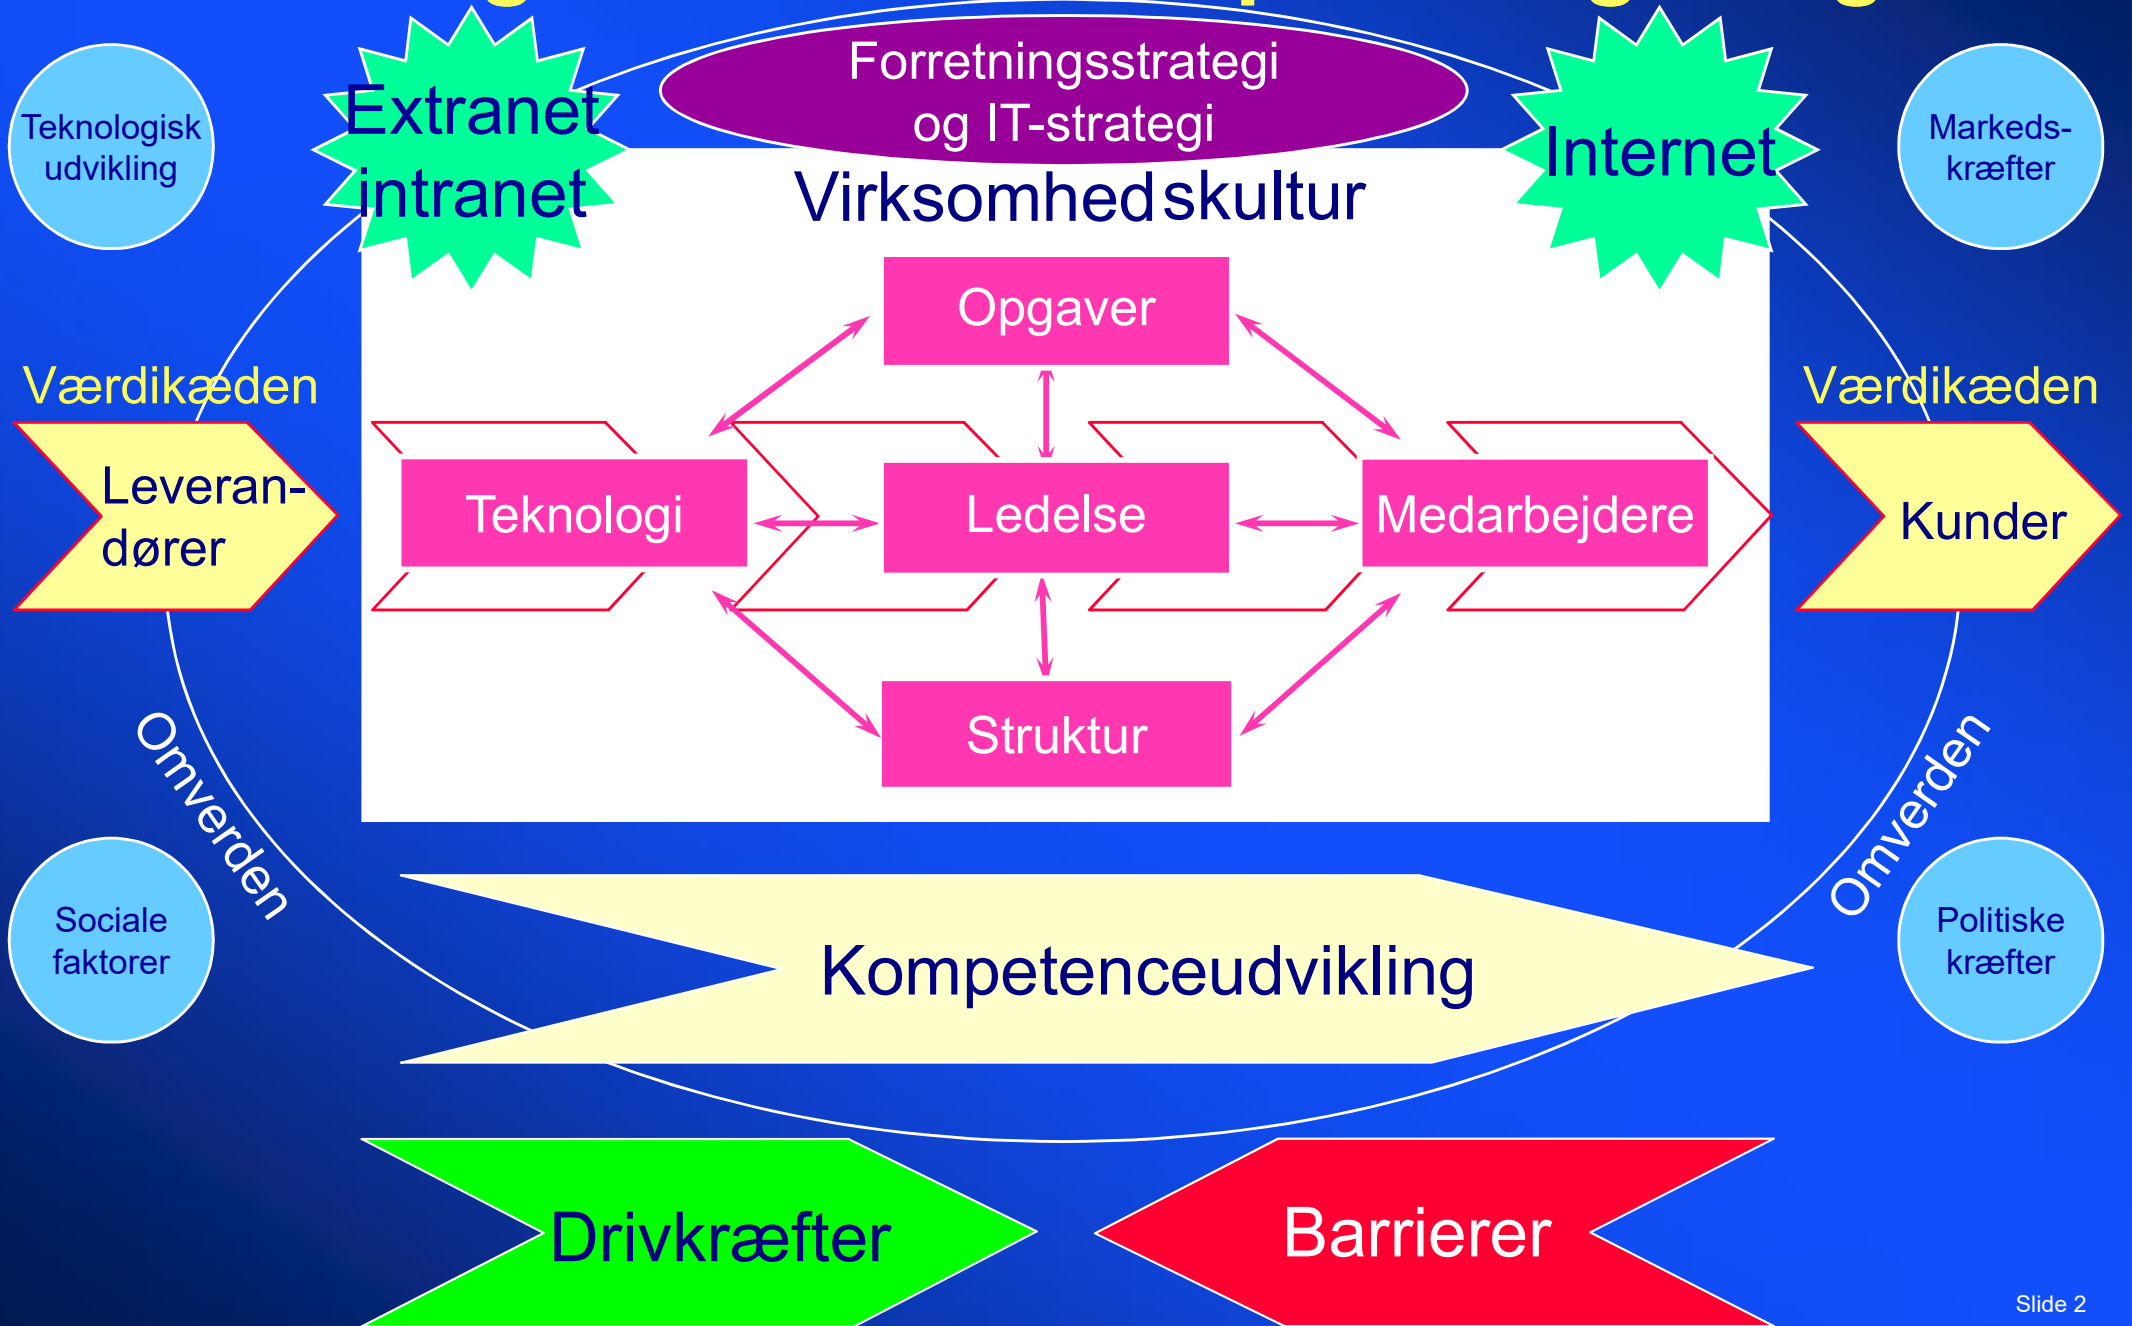 Forretningsstrategi
og IT-strategi
Teknologisk
udvikling
Extranet
intranet
Internet
Markeds-
kræfter
Virksomhedskultur
Opgaver
Værdikæden
Værdikæden
Leveran-
dører
Teknologi
Ledelse
Medarbejdere
Kunder
Struktur
Omverden
Omverden
Sociale
faktorer
Kompetenceudvikling
Politiske
kræfter
Drivkræfter
Barrierer
Slide 2